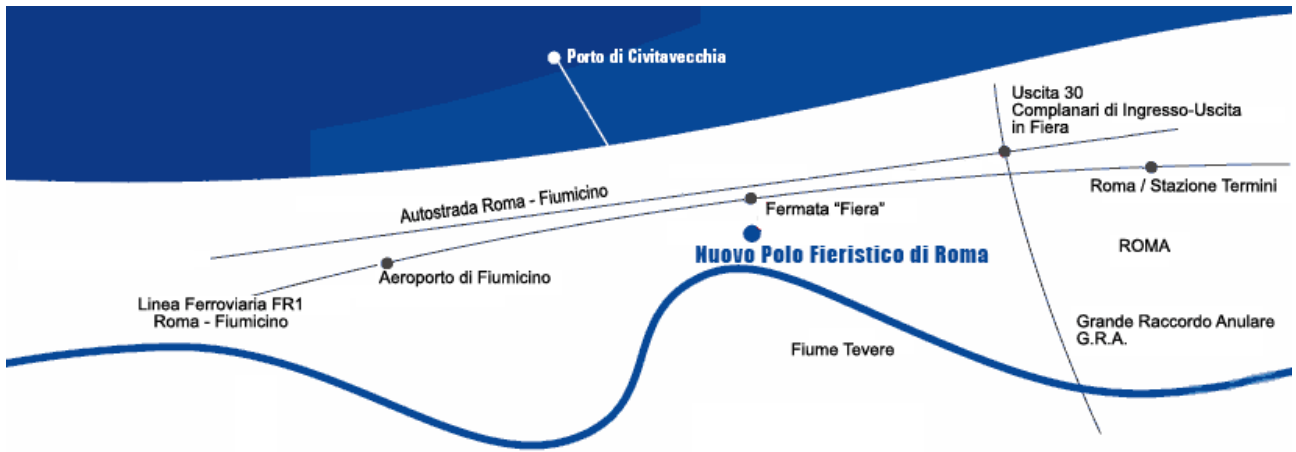 Porto di Civitavecchia
Uscita 30
Complanari di Ingresso-Uscita
in Fiera
Autostrada Roma - Fiumicino
Roma / Stazione Termini
Fermata “Fiera”
ROMA
Nuovo Polo Fieristico di Roma
Aeroporto di Fiumicino
Linea Ferroviaria FR1
Roma - Fiumicino
Grande Raccordo Anulare
G.R.A.
Fiume Tevere